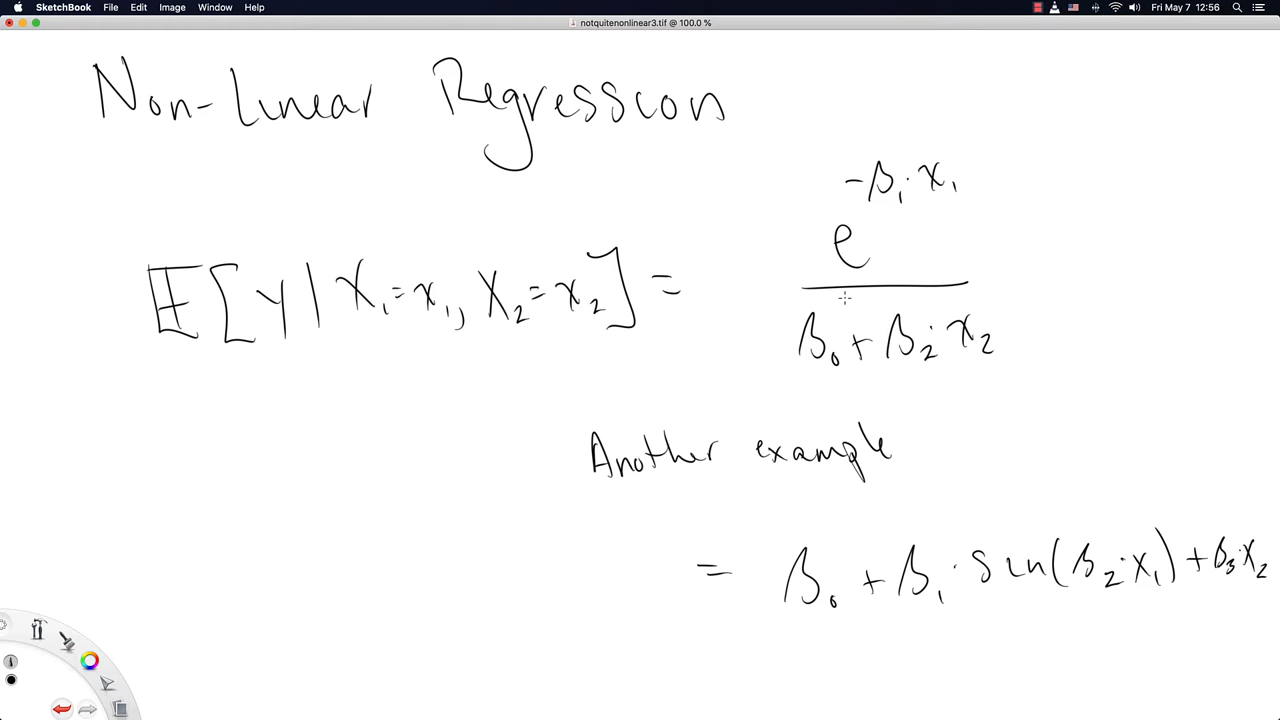 SketchBook File Edit Image Window Help Fri May 7 12:56
notquitenonlinear3.tif @ 100.0 %
Non-linear Regression
E[Y|X₁=x₁, X₂=x₂] = e^(-β₁·x₁) / (β₀+β₂·x₂)
Another example
= β₀ + β₁·sin(β₂·x₁) + β₃·x₂